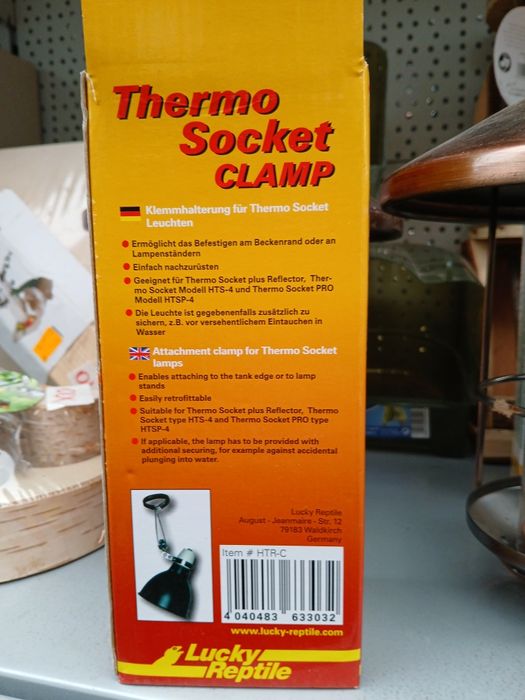 Thermo
Socket
CLAMP
Klemmhalterung für Thermo Socket
Leuchten
Ermöglicht das Befestigen am Beckenrand oder an
Lampenständern
Einfach nachzurüsten
Geeignet für Thermo Socket plus Reflector, Ther-
mo Socket Modell HTS-4 und Thermo Socket PRO
Modell HTSP-4
Die Leuchte ist gegebenenfalls zusätzlich zu
sichern, z.B. vor versehentlichem Eintauchen in
Wasser
Attachment clamp for Thermo Socket
lamps
Enables attaching to the tank edge or to lamp
stands
Easily retrofittable
Suitable for Thermo Socket plus Reflector, Thermo
Socket type HTS-4 and Thermo Socket PRO type
HTSP-4
If applicable, the lamp has to be provided with
additional securing, for example against accidental
plunging into water.
Lucky Reptile
August - Jeanmaire - Str. 12
79183 Waldkirch
Germany
Item # HTR-C
4 040483 633032
www.lucky-reptile.com
Lucky
Reptile